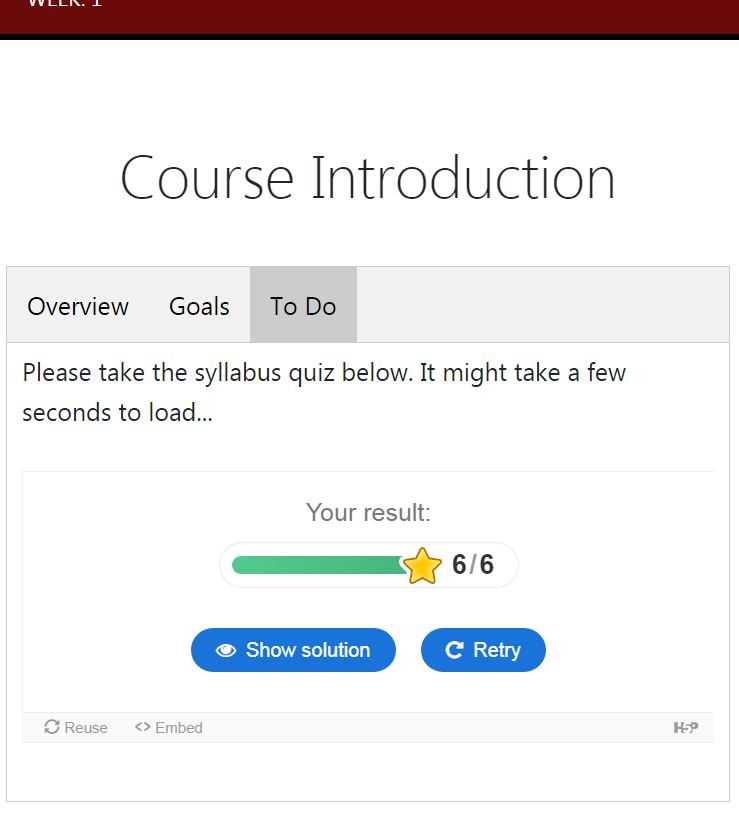 WEEK: 1
Course Introduction
Overview Goals To Do
Please take the syllabus quiz below. It might take a few
seconds to load...
Your result:
6/6
Show solution Retry
Reuse <> Embed H5P